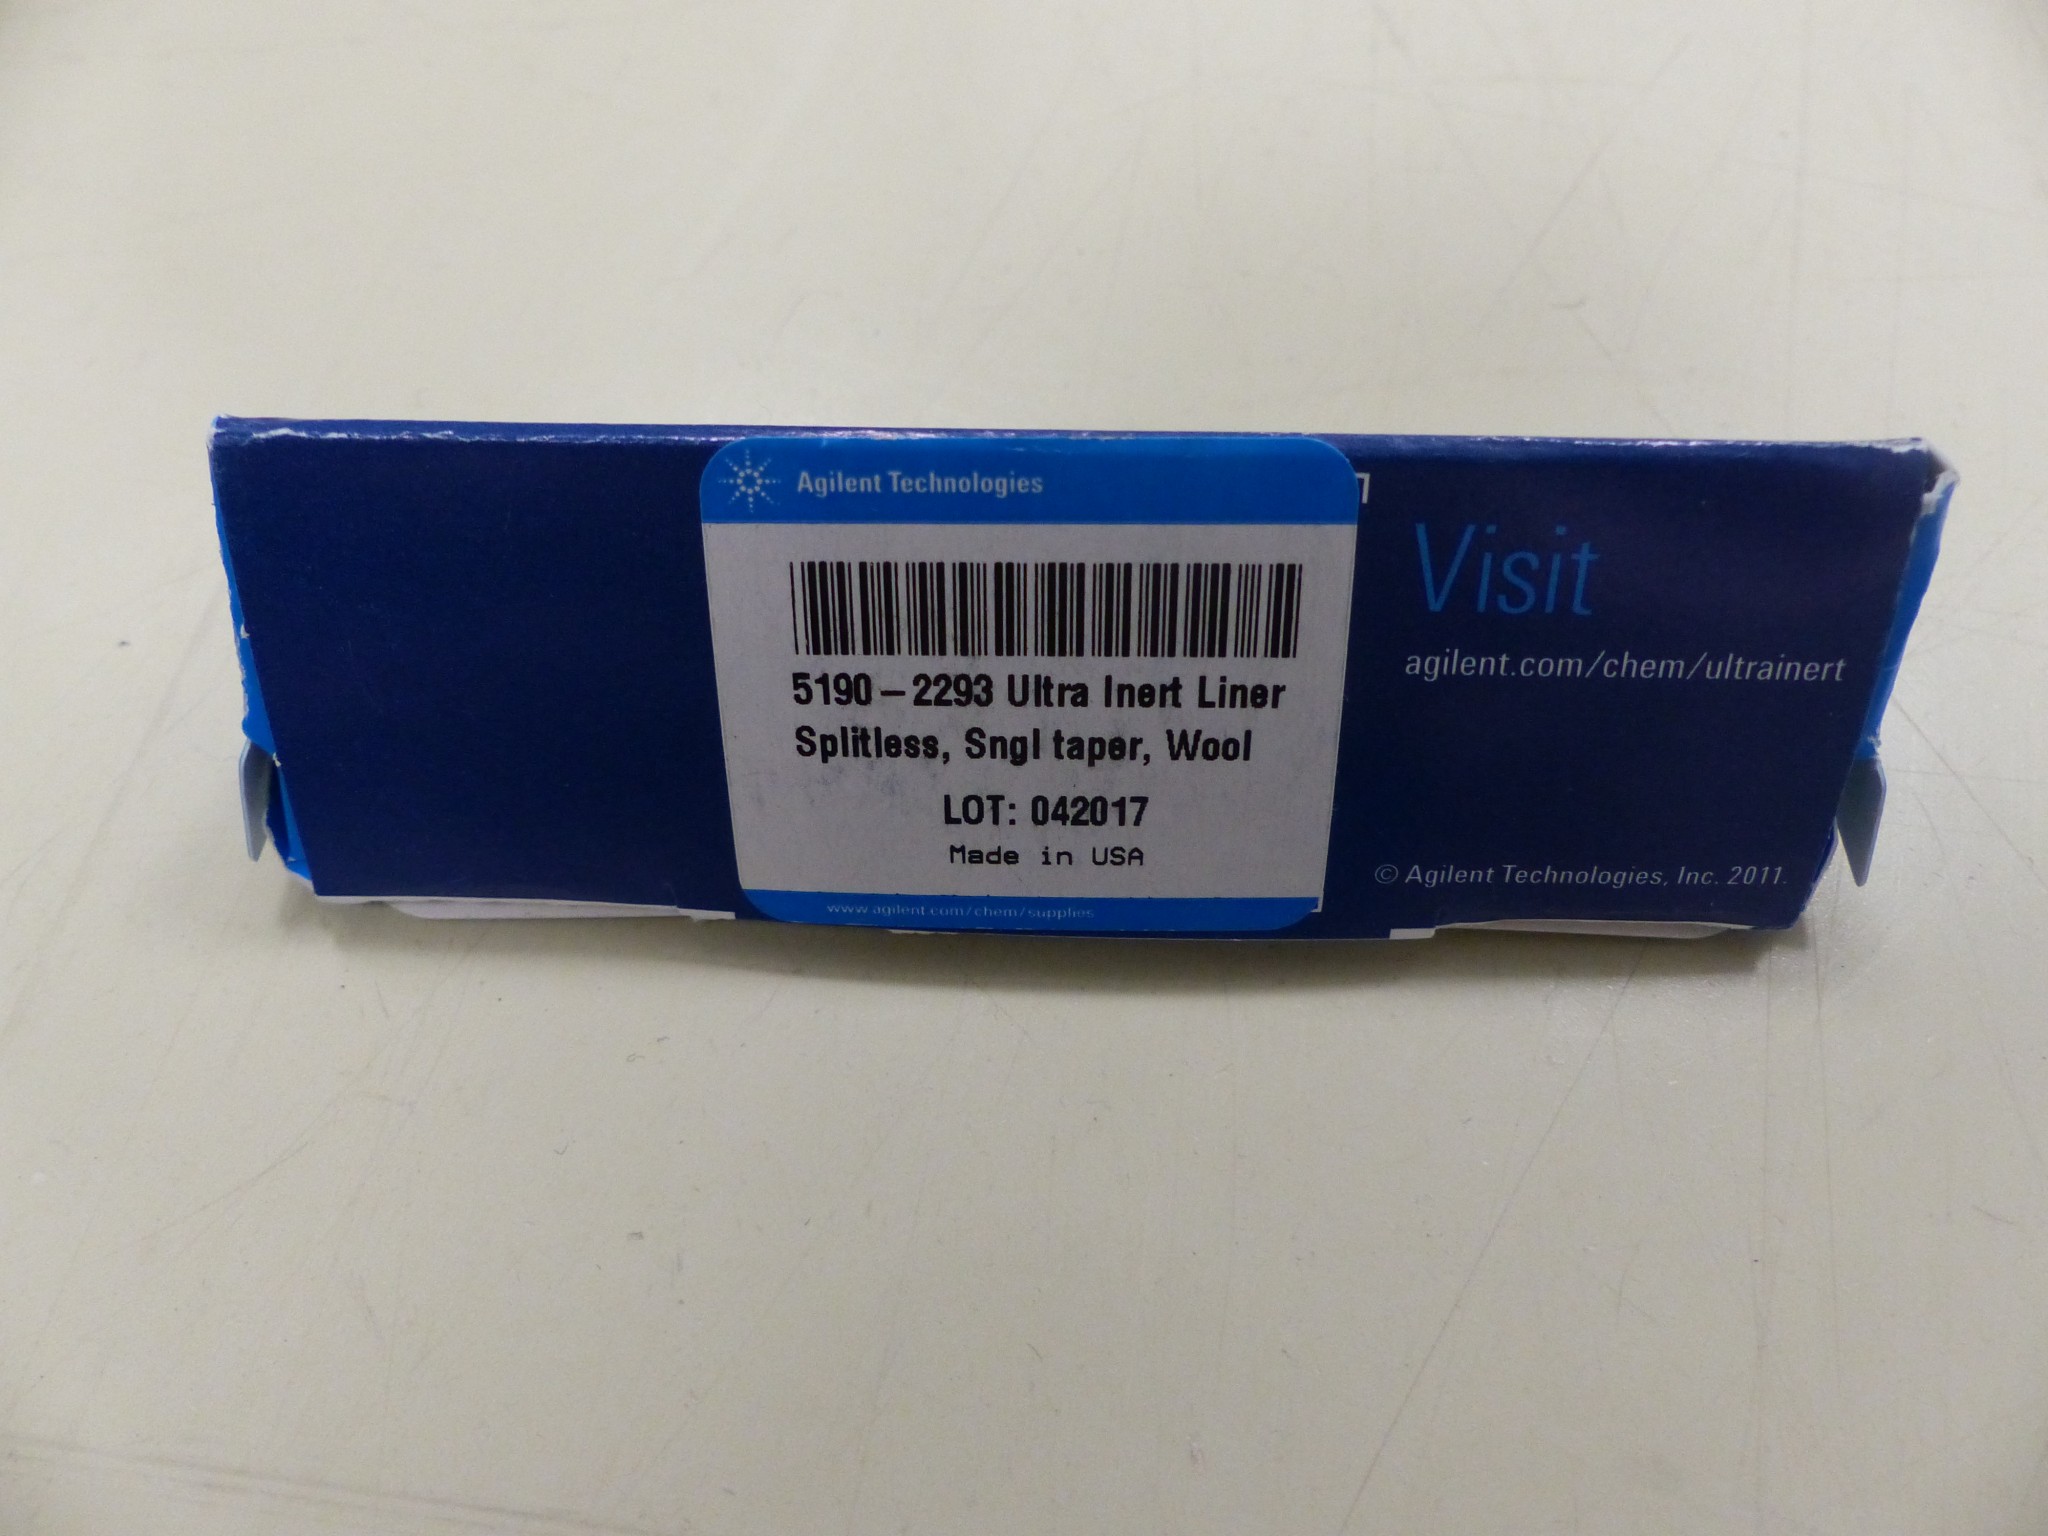 Agilent Technologies
5190-2293 Ultra Inert Liner
Splitless, Sngl taper, Wool
LOT: 042017
Made in USA
www.agilent.com/chem/supplies
Visit
agilent.com/chem/ultrainert
© Agilent Technologies, Inc. 2011.